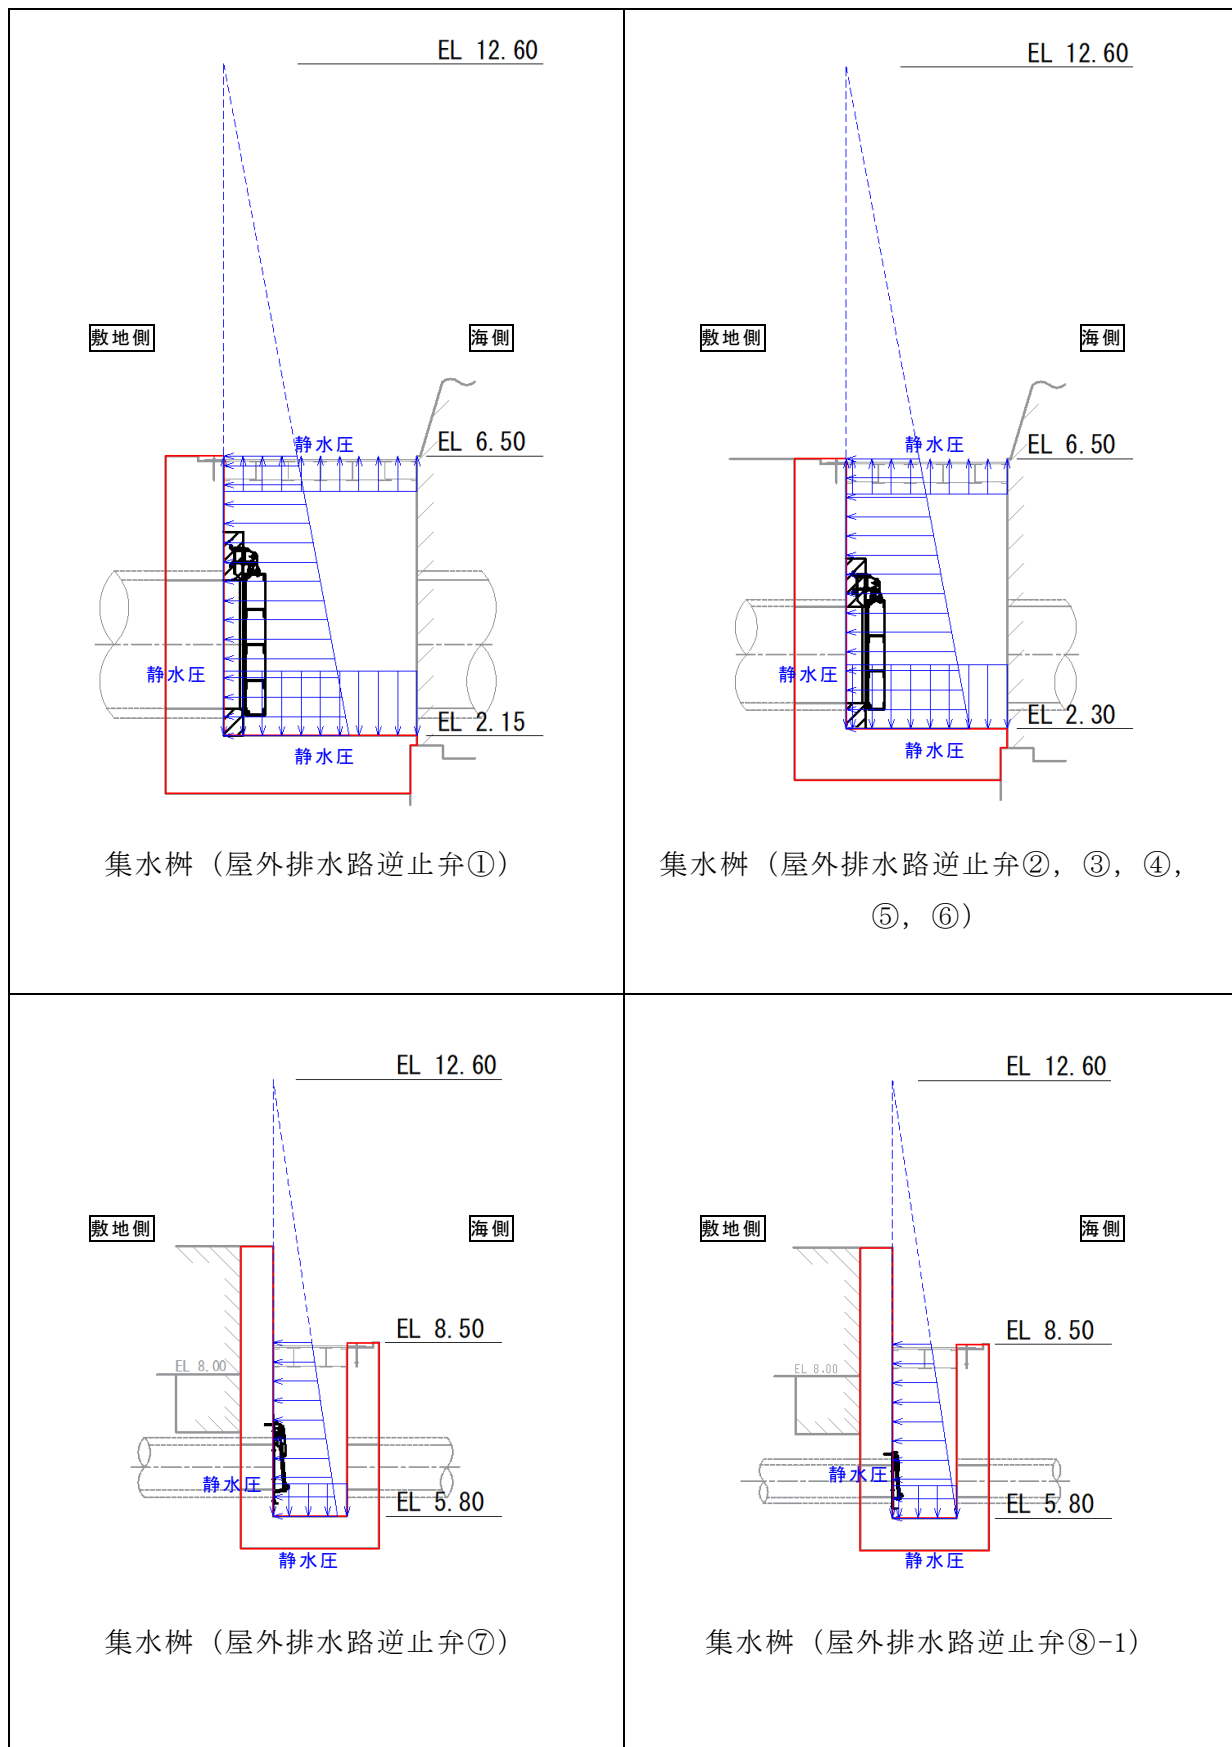 EL 12.60
敷地側
海側
静水圧
EL 6.50
静水圧
EL 2.15
静水圧
集水桝（屋外排水路逆止弁①）
EL 12.60
敷地側
海側
静水圧
EL 6.50
静水圧
EL 2.30
静水圧
集水桝（屋外排水路逆止弁②，③，④，
⑤，⑥）
EL 12.60
敷地側
海側
EL 8.50
EL 8.00
静水圧
EL 5.80
静水圧
集水桝（屋外排水路逆止弁⑦）
EL 12.60
敷地側
海側
EL 8.50
EL 8.00
静水圧
EL 5.80
静水圧
集水桝（屋外排水路逆止弁⑧-1）